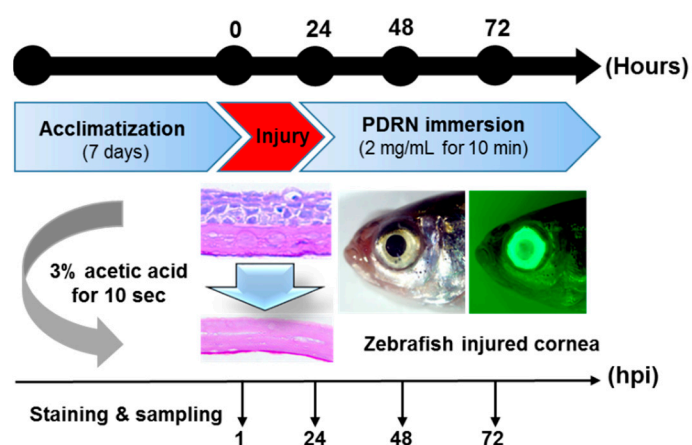 0 24 48 72
(Hours)
Acclimatization
(7 days)
Injury
PDRN immersion
(2 mg/mL for 10 min)
3% acetic acid
for 10 sec
Zebrafish injured cornea
(hpi)
Staining & sampling
1 24 48 72